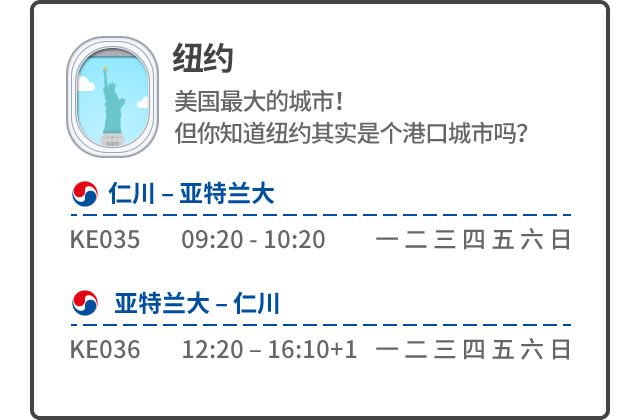 纽约
美国最大的城市！
但你知道纽约其实是个港口城市吗？
仁川 – 亚特兰大
KE035 09:20 - 10:20 一 二 三 四 五 六 日
亚特兰大 – 仁川
KE036 12:20 – 16:10+1 一 二 三 四 五 六 日